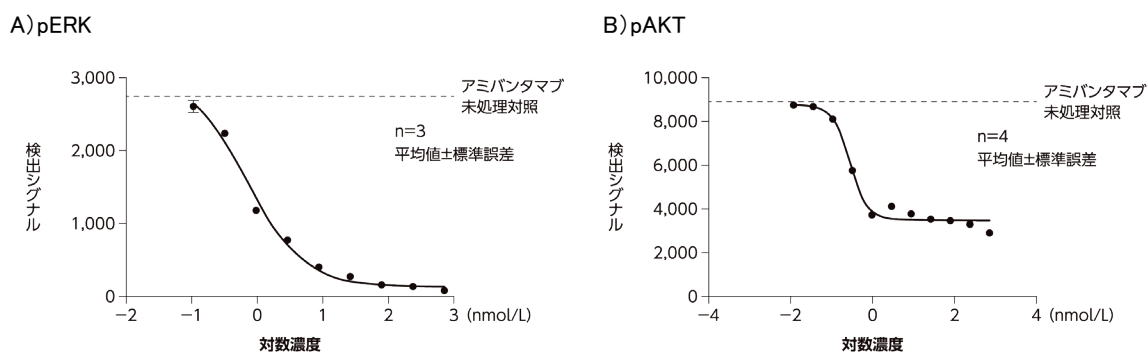 A）pERK
3,000
2,000
1,000
0
検出シグナル
アミバンタマブ
未処理対照
n=3
平均値±標準誤差
−2
−1
0
1
2
3
(nmol/L)
対数濃度
B）pAKT
10,000
8,000
6,000
4,000
2,000
0
検出シグナル
アミバンタマブ
未処理対照
n=4
平均値±標準誤差
−4
−2
0
2
4
(nmol/L)
対数濃度